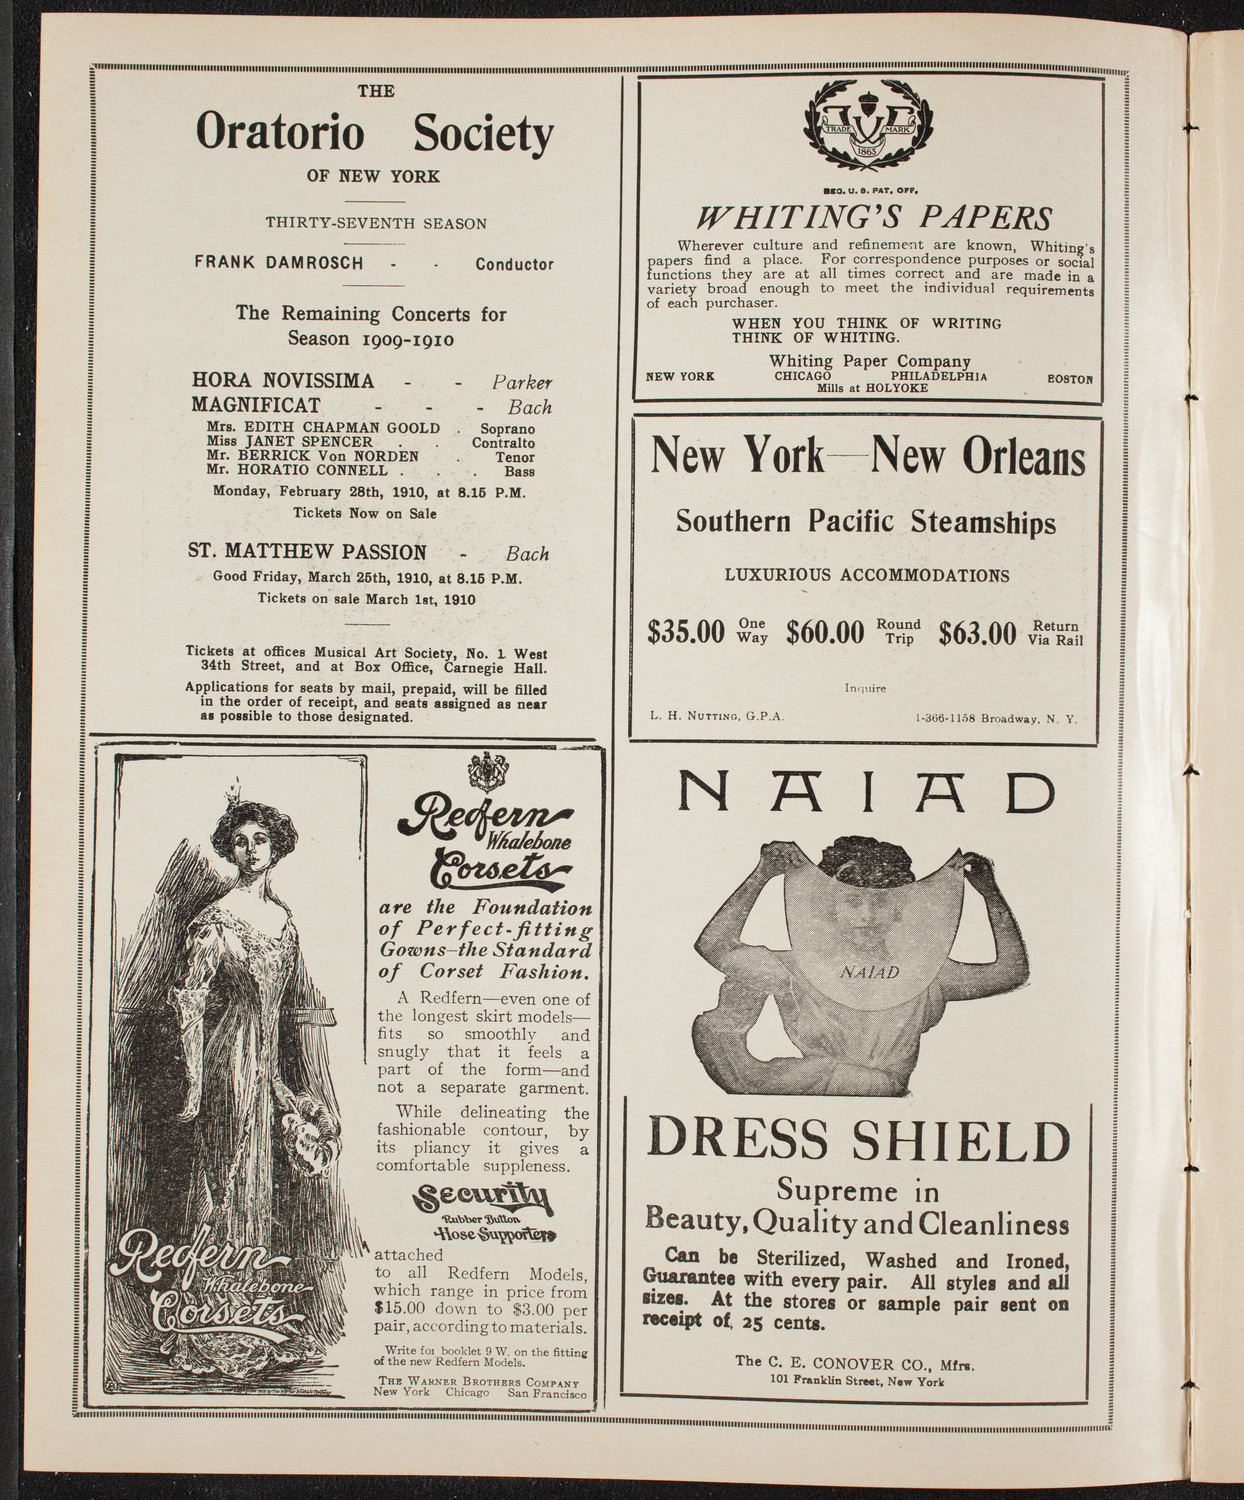 THE
Oratorio Society
OF NEW YORK
THIRTY-SEVENTH SEASON
FRANK DAMROSCH - - Conductor
The Remaining Concerts for
Season 1909-1910
HORA NOVISSIMA - - Parker
MAGNIFICAT - - - Bach
Mrs. EDITH CHAPMAN GOOLD . Soprano
Miss JANET SPENCER . . Contralto
Mr. BERRICK Von NORDEN . Tenor
Mr. HORATIO CONNELL . . . Bass
Monday, February 28th, 1910, at 8.15 P.M.
Tickets Now on Sale
ST. MATTHEW PASSION - Bach
Good Friday, March 25th, 1910, at 8.15 P.M.
Tickets on sale March 1st, 1910
Tickets at offices Musical Art Society, No. 1 West
34th Street, and at Box Office, Carnegie Hall.
Applications for seats by mail, prepaid, will be filled
in the order of receipt, and seats assigned as near
as possible to those designated.
Redfern
Whalebone
Corsets
are the Foundation
of Perfect-fitting
Gowns—the Standard
of Corset Fashion.
A Redfern—even one of
the longest skirt models—
fits so smoothly and
snugly that it feels a
part of the form—and
not a separate garment.
While delineating the
fashionable contour, by
its pliancy it gives a
comfortable suppleness.
Security
Rubber Button
Hose Supporters
attached
to all Redfern Models,
which range in price from
$15.00 down to $3.00 per
pair, according to materials.
Write for booklet 9 W. on the fitting
of the new Redfern Models.
THE WARNER BROTHERS COMPANY
New York Chicago San Francisco
Redfern
Whalebone
Corsets
TRADE MARK
1865
REG. U. S. PAT. OFF.
WHITING'S PAPERS
Wherever culture and refinement are known, Whiting's
papers find a place. For correspondence purposes or social
functions they are at all times correct and are made in a
variety broad enough to meet the individual requirements
of each purchaser.
WHEN YOU THINK OF WRITING
THINK OF WHITING.
Whiting Paper Company
NEW YORK CHICAGO PHILADELPHIA BOSTON
Mills at HOLYOKE
New York—New Orleans
Southern Pacific Steamships
LUXURIOUS ACCOMMODATIONS
$35.00 One Way $60.00 Round Trip $63.00 Return Via Rail
Inquire
L. H. NUTTING, G.P.A. 1-366-1158 Broadway, N. Y.
NAIAD
NAIAD
DRESS SHIELD
Supreme in
Beauty, Quality and Cleanliness
Can be Sterilized, Washed and Ironed,
Guarantee with every pair. All styles and all
sizes. At the stores or sample pair sent on
receipt of, 25 cents.
The C. E. CONOVER CO., Mfrs.
101 Franklin Street, New York